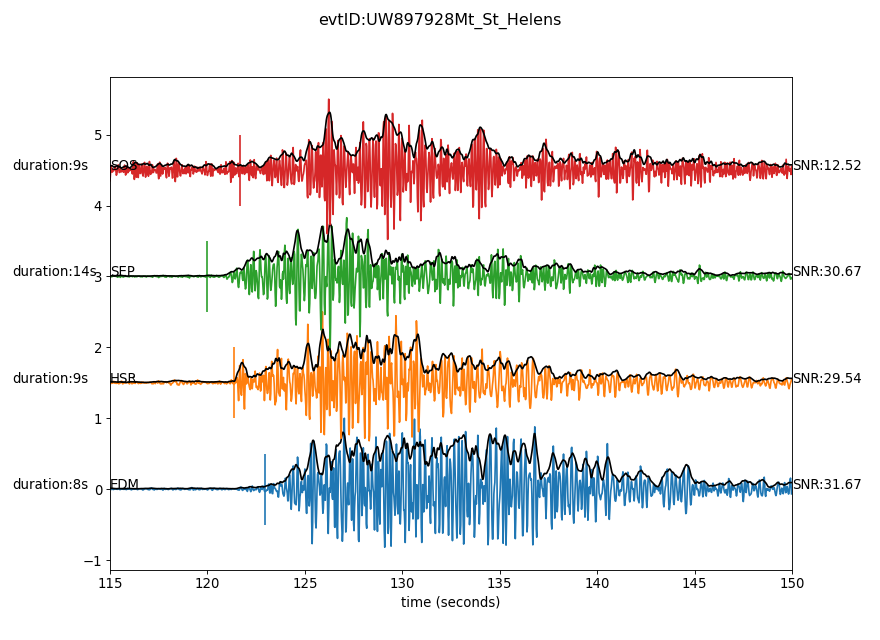 evtID:UW897928Mt_St_Helens
5
duration:9s SOS SNR:12.52
4
duration:14s SEP SNR:30.67
3
2
duration:9s HSR SNR:29.54
1
duration:8s EDM SNR:31.67
0
−1
115 120 125 130 135 140 145 150
time (seconds)